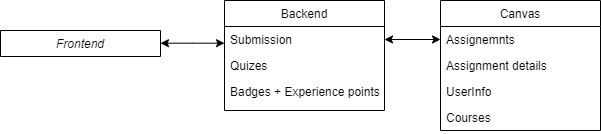 Frontend
Backend
Submission
Quizes
Badges + Experience points
Canvas
Assignemnts
Assignment details
UserInfo
Courses